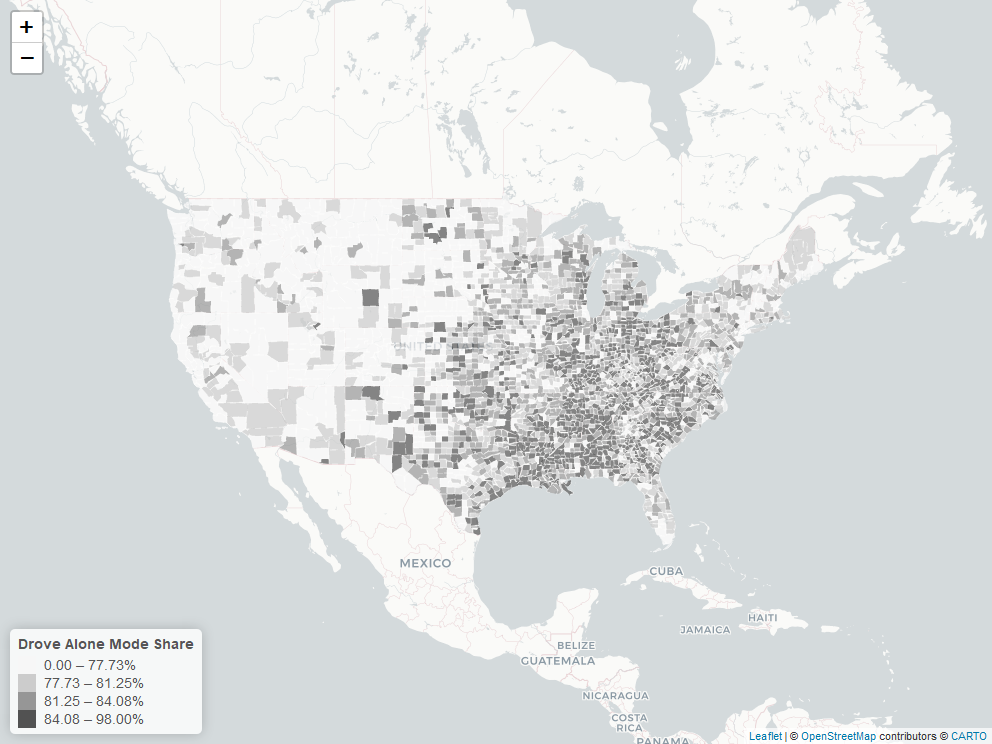 +
−
UNITED
MEXICO
CUBA
HAITI
JAMAICA
BELIZE
GUATEMALA
NICARAGUA
COSTA
RICA
PANAMA
Drove Alone Mode Share
0.00 – 77.73%
77.73 – 81.25%
81.25 – 84.08%
84.08 – 98.00%
Leaflet | © OpenStreetMap contributors © CARTO